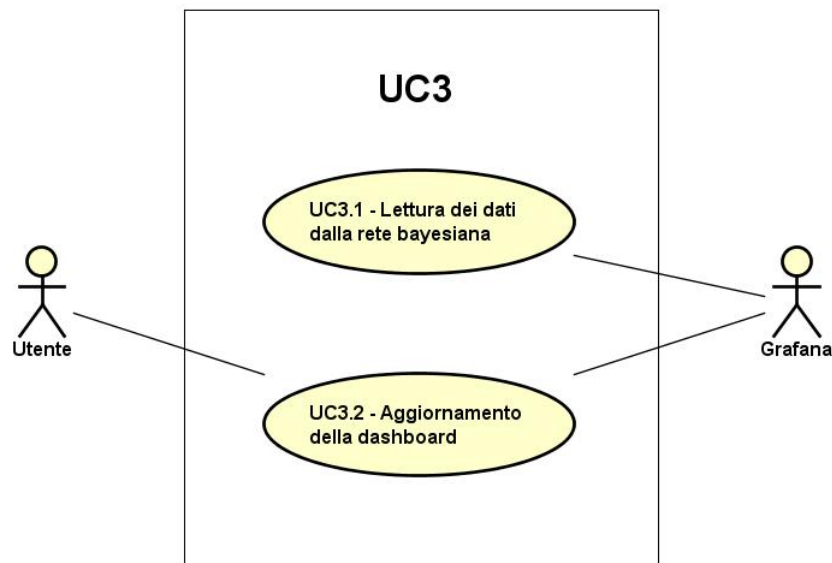 UC3
UC3.1 - Lettura dei dati
dalla rete bayesiana
Utente
Grafana
UC3.2 - Aggiornamento
della dashboard